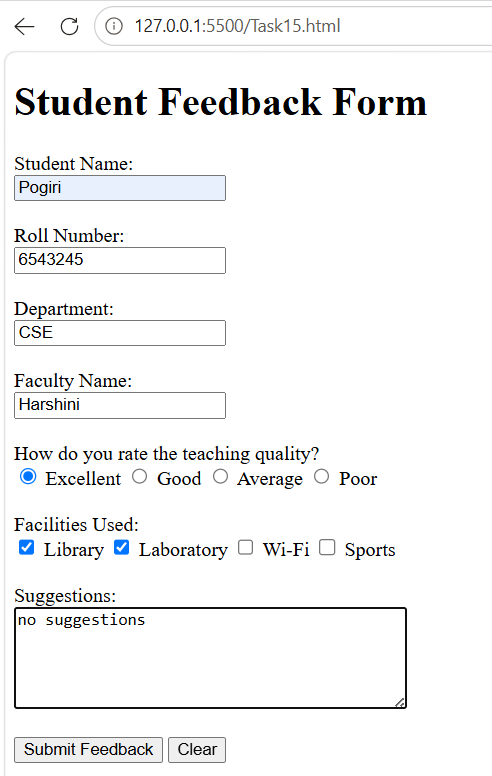 127.0.0.1:5500/Task15.html
Student Feedback Form
Student Name:
Pogiri
Roll Number:
6543245
Department:
CSE
Faculty Name:
Harshini
How do you rate the teaching quality?
Excellent Good Average Poor
Facilities Used:
Library Laboratory Wi-Fi Sports
Suggestions:
no suggestions
Submit Feedback Clear